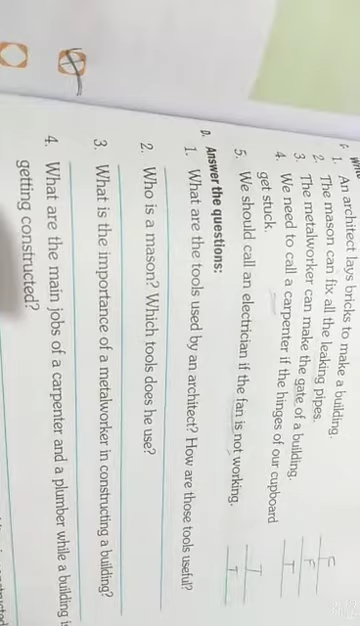 1. An architect lays bricks to make a building. F
2. The mason can fix all the leaking pipes. F
3. The metalworker can make the gate of a building. T
4. We need to call a carpenter if the hinges of our cupboard
get stuck. T
5. We should call an electrician if the fan is not working. T
D. Answer the questions:
1. What are the tools used by an architect? How are those tools useful?
2. Who is a mason? Which tools does he use?
3. What is the importance of a metalworker in constructing a building?
4. What are the main jobs of a carpenter and a plumber while a building is
getting constructed?